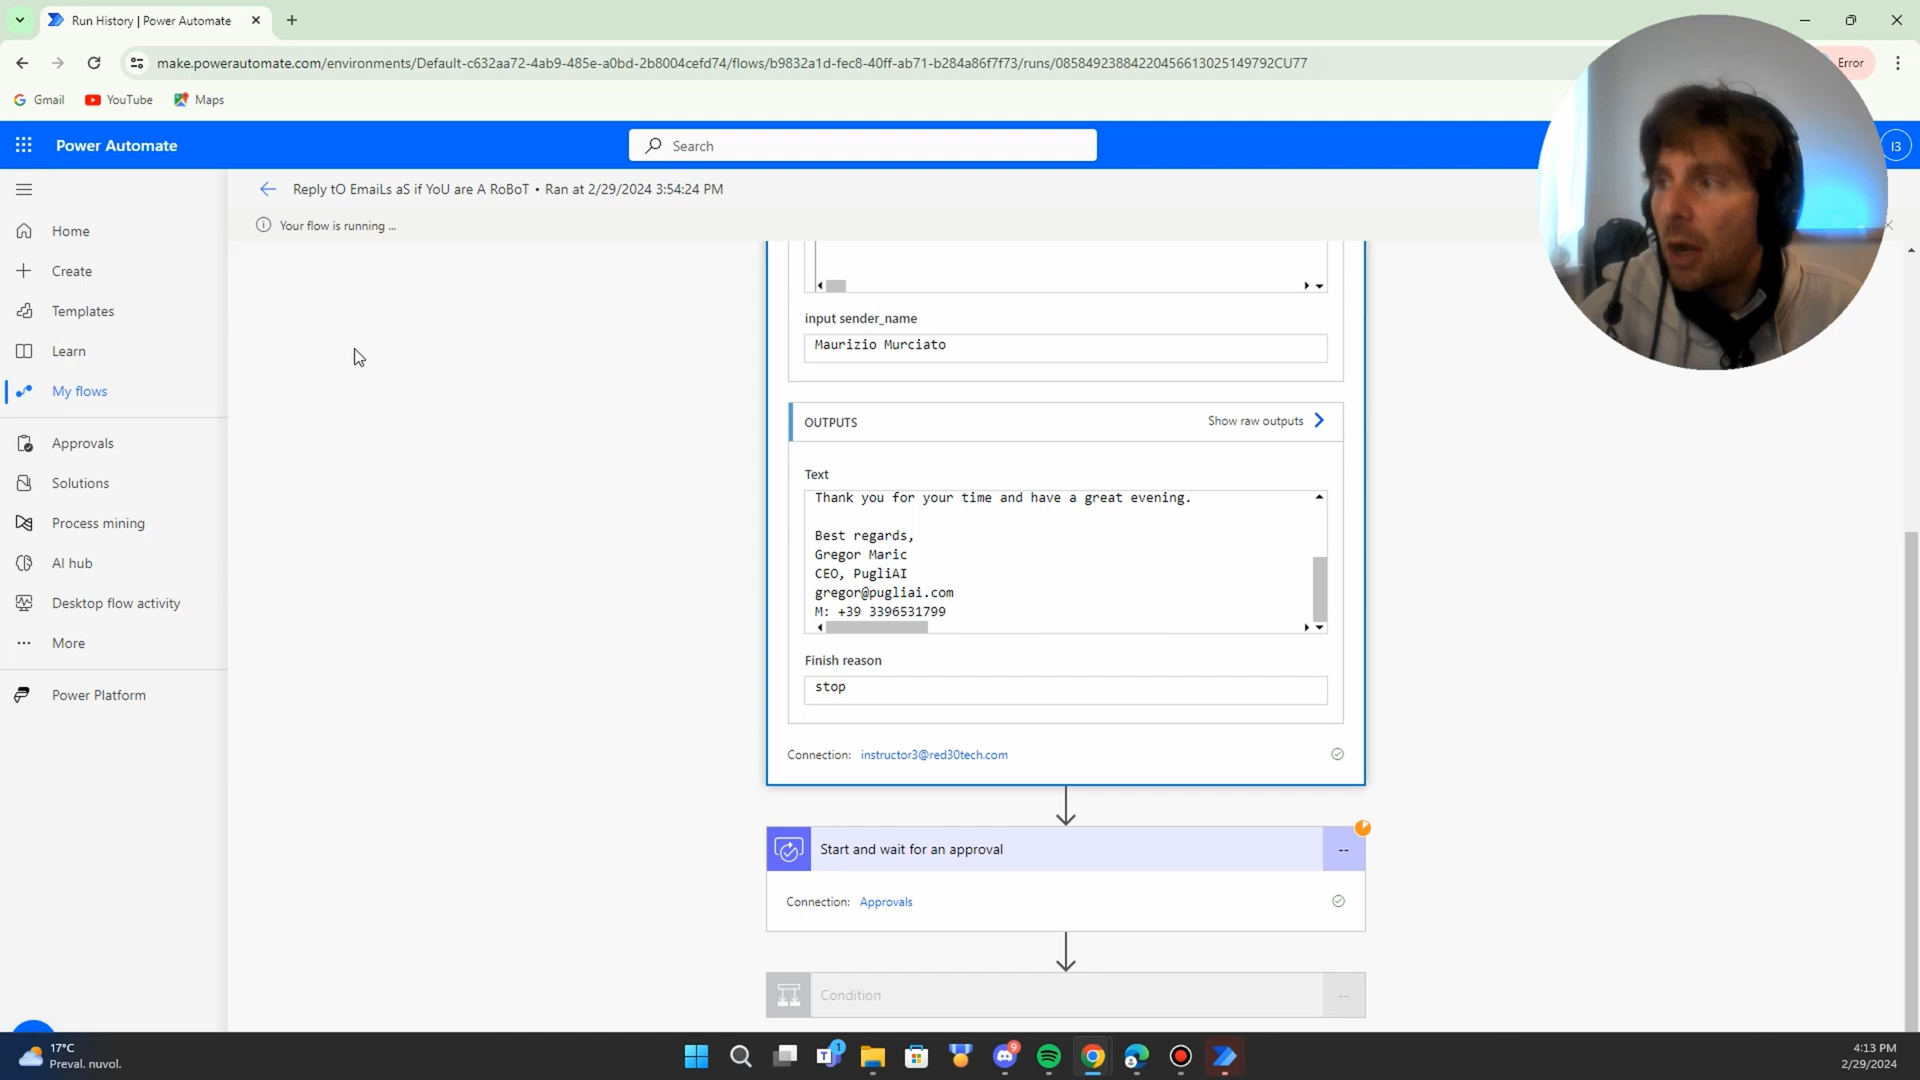 Run History | Power Automate
make.powerautomate.com/environments/Default-c632aa72-4ab9-485e-a0bd-2b8004cefd74/flows/b9832a1d-fec8-40ff-ab71-b284a86f7f73/runs/08584923884220456613025149792CU77
Error
Gmail
YouTube
Maps
Power Automate
Search
I3
Reply tO EmaiLs aS if YoU are A RoBoT • Ran at 2/29/2024 3:54:24 PM
Your flow is running ...
Home
Create
Templates
Learn
My flows
Approvals
Solutions
Process mining
AI hub
Desktop flow activity
More
Power Platform
input sender_name
Maurizio Murciato
OUTPUTS
Show raw outputs
Text
Thank you for your time and have a great evening.
Best regards,
Gregor Maric
CEO, PugliAI
gregor@pugliai.com
M: +39 3396531799
Finish reason
stop
Connection: instructor3@red30tech.com
Start and wait for an approval
--
Connection: Approvals
Condition
--
17°C
Preval. nuvol.
1
9
4:13 PM
2/29/2024